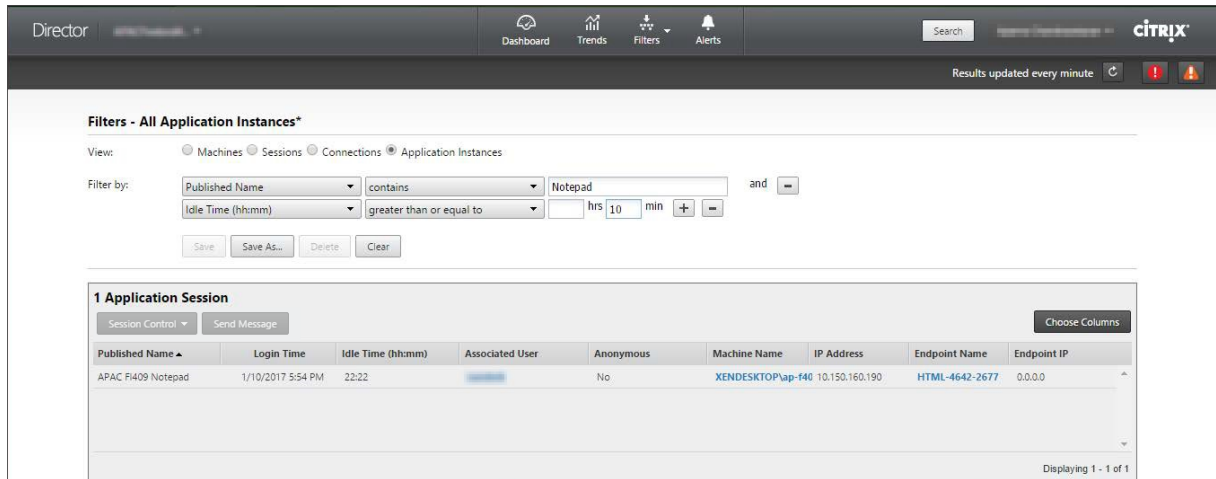 Director
Dashboard
Trends
Filters
Alerts
Search
CİTRIX
Results updated every minute
Filters - All Application Instances*
View: Machines Sessions Connections Application Instances
Filter by: Published Name contains Notepad and -
Idle Time (hh:mm) greater than or equal to hrs 10 min + -
Save Save As... Delete Clear
1 Application Session
Session Control Send Message Choose Columns
Published Name Login Time Idle Time (hh:mm) Associated User Anonymous Machine Name IP Address Endpoint Name Endpoint IP
APAC FI409 Notepad 1/10/2017 5:54 PM 22:22 No XENDESKTOP\ap-f40 10.150.160.190 HTML-4642-2677 0.0.0.0
Displaying 1 - 1 of 1